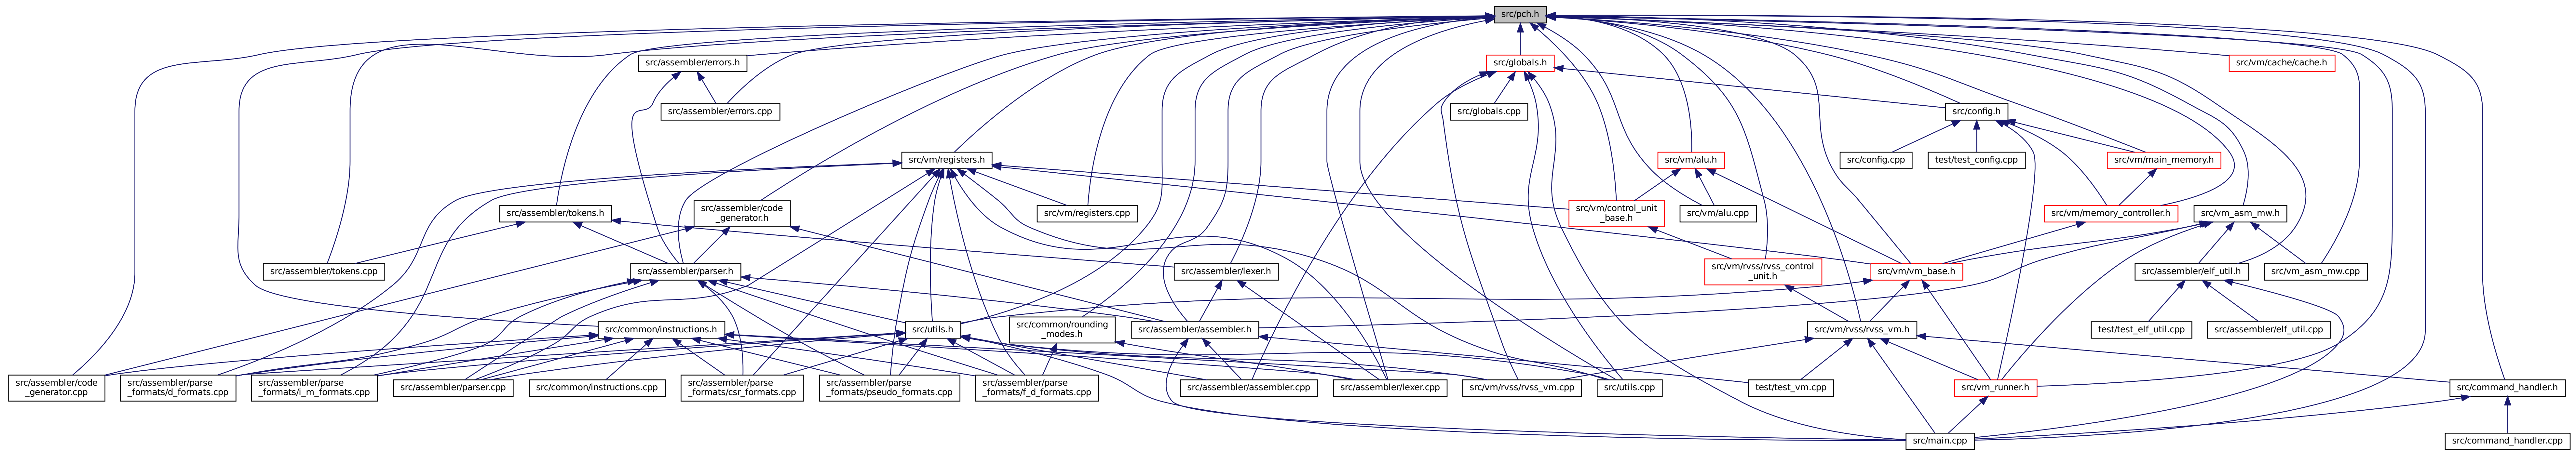 src/pch.h
src/assembler/errors.h
src/globals.h
src/vm/cache/cache.h
src/assembler/errors.cpp
src/globals.cpp
src/config.h
src/vm/registers.h
src/vm/alu.h
src/config.cpp
test/test_config.cpp
src/vm/main_memory.h
src/assembler/tokens.h
src/assembler/code
_generator.h
src/vm/registers.cpp
src/vm/control_unit
_base.h
src/vm/alu.cpp
src/vm/memory_controller.h
src/vm_asm_mw.h
src/assembler/tokens.cpp
src/assembler/parser.h
src/assembler/lexer.h
src/vm/rvss/rvss_control
_unit.h
src/vm/vm_base.h
src/assembler/elf_util.h
src/vm_asm_mw.cpp
src/common/instructions.h
src/utils.h
src/common/rounding
_modes.h
src/assembler/assembler.h
src/vm/rvss/rvss_vm.h
test/test_elf_util.cpp
src/assembler/elf_util.cpp
src/assembler/code
_generator.cpp
src/assembler/parse
_formats/d_formats.cpp
src/assembler/parse
_formats/i_m_formats.cpp
src/assembler/parser.cpp
src/common/instructions.cpp
src/assembler/parse
_formats/csr_formats.cpp
src/assembler/parse
_formats/pseudo_formats.cpp
src/assembler/parse
_formats/f_d_formats.cpp
src/assembler/assembler.cpp
src/assembler/lexer.cpp
src/vm/rvss/rvss_vm.cpp
src/utils.cpp
test/test_vm.cpp
src/vm_runner.h
src/command_handler.h
src/main.cpp
src/command_handler.cpp